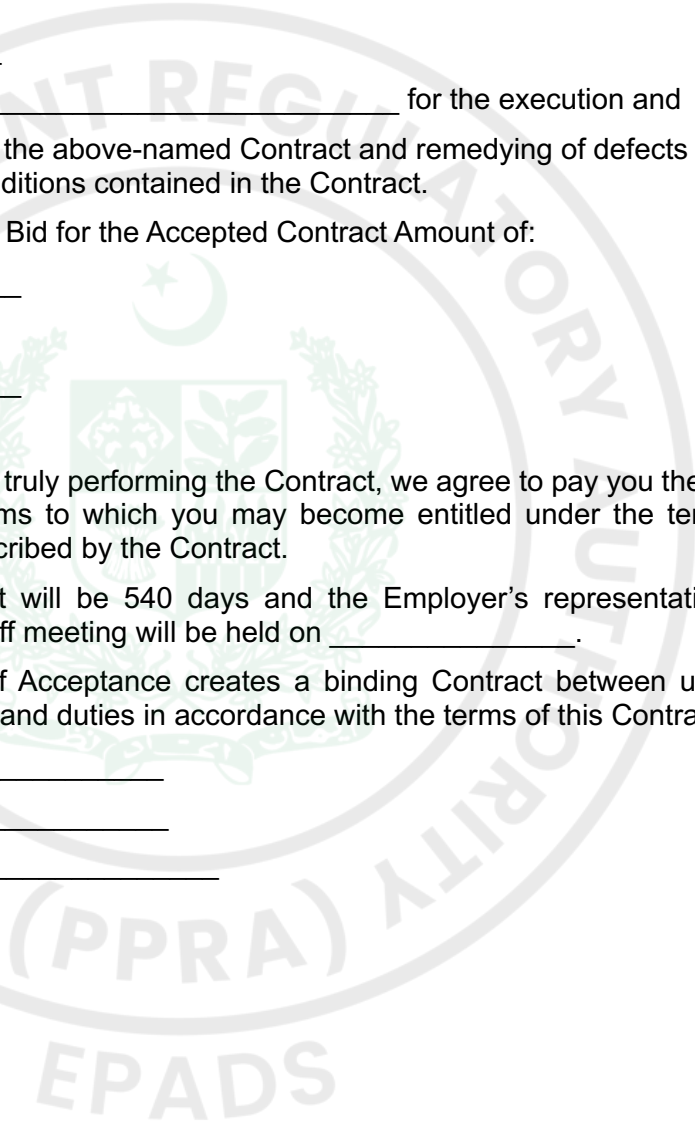 ____________________________ for the execution and
the above-named Contract and remedying of defects
ditions contained in the Contract.
Bid for the Accepted Contract Amount of:
truly performing the Contract, we agree to pay you the
ms to which you may become entitled under the ter
cribed by the Contract.
t will be 540 days and the Employer’s representati
ff meeting will be held on ________________.
f Acceptance creates a binding Contract between u
and duties in accordance with the terms of this Contra
NT REGULATORY AUTHORITY
(PPRA)
EPADS